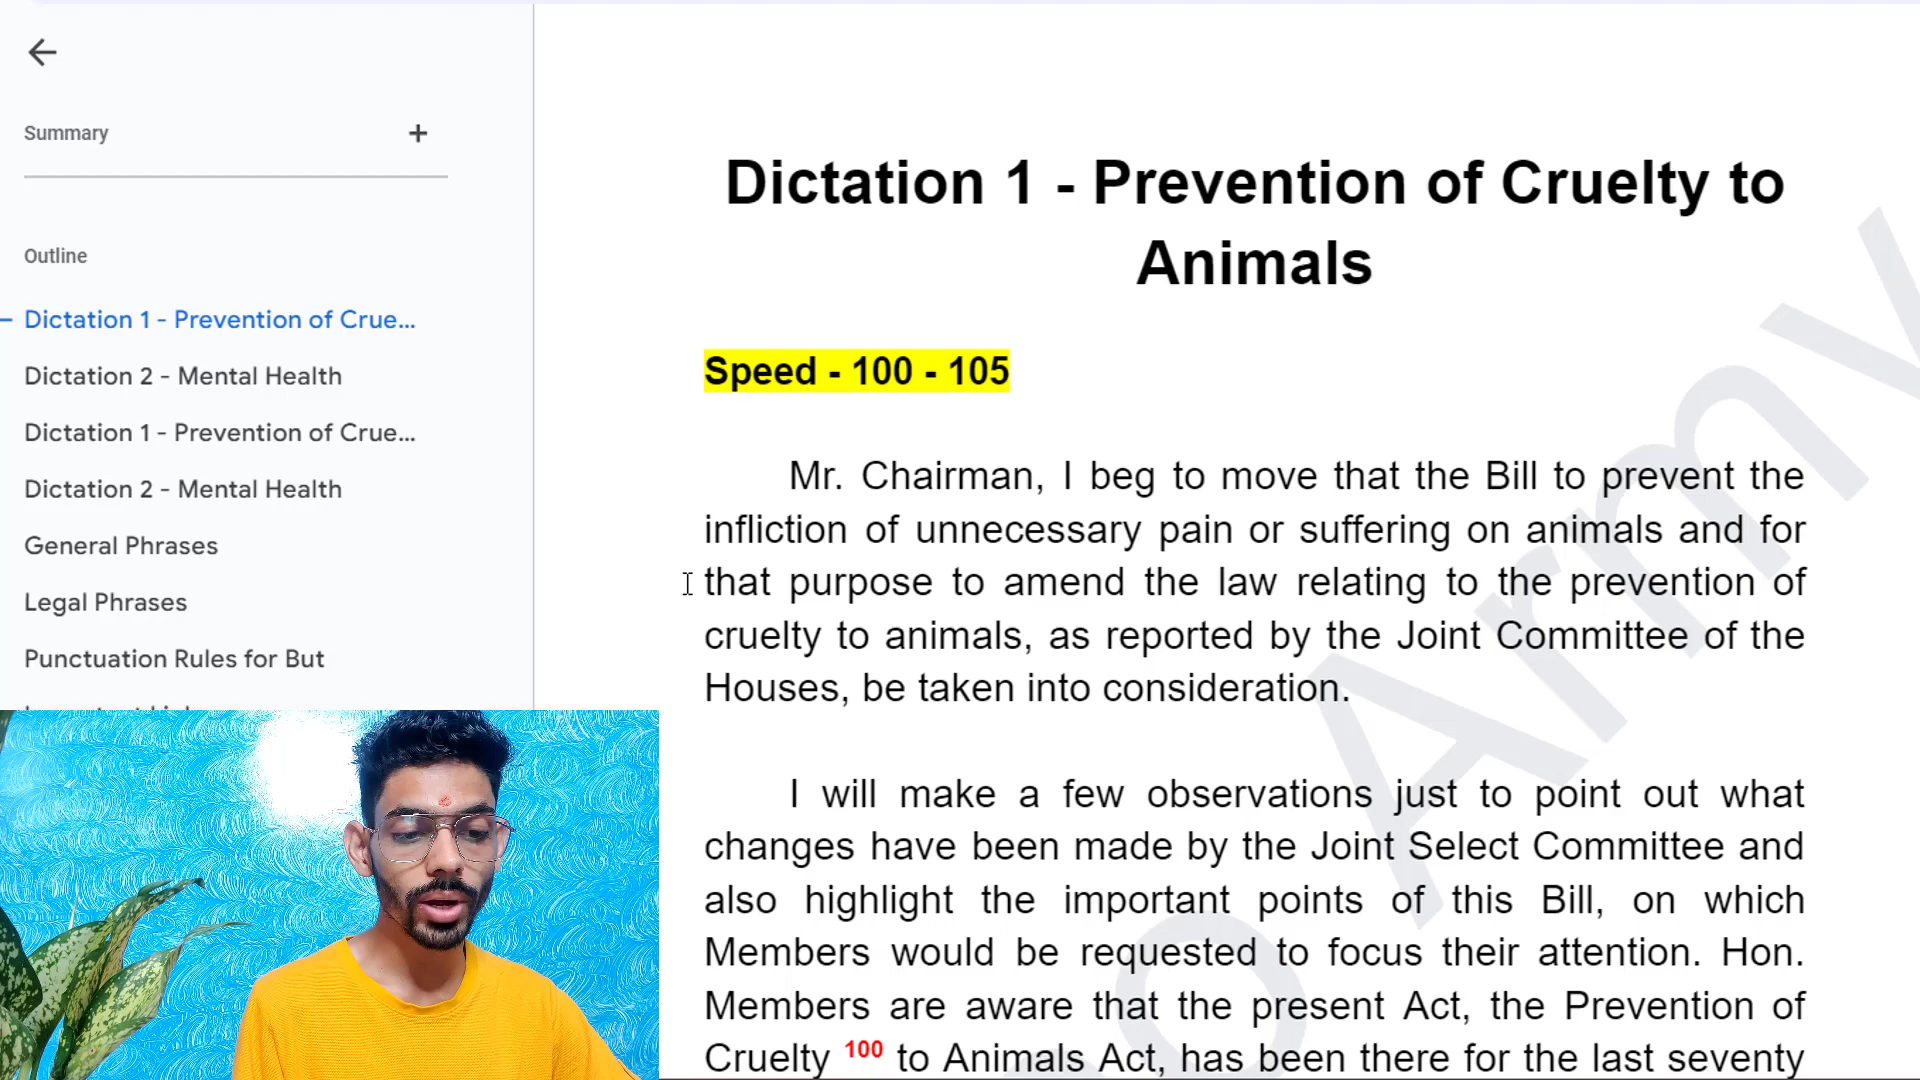 Summary
+
Outline
Dictation 1 - Prevention of Crue...
Dictation 2 - Mental Health
Dictation 1 - Prevention of Crue...
Dictation 2 - Mental Health
General Phrases
Legal Phrases
Punctuation Rules for But
Dictation 1 - Prevention of Cruelty to
Animals
Speed - 100 - 105
Mr. Chairman, I beg to move that the Bill to prevent the
infliction of unnecessary pain or suffering on animals and for
that purpose to amend the law relating to the prevention of
cruelty to animals, as reported by the Joint Committee of the
Houses, be taken into consideration.
I will make a few observations just to point out what
changes have been made by the Joint Select Committee and
also highlight the important points of this Bill, on which
Members would be requested to focus their attention. Hon.
Members are aware that the present Act, the Prevention of
Cruelty 100 to Animals Act, has been there for the last seventy
Army